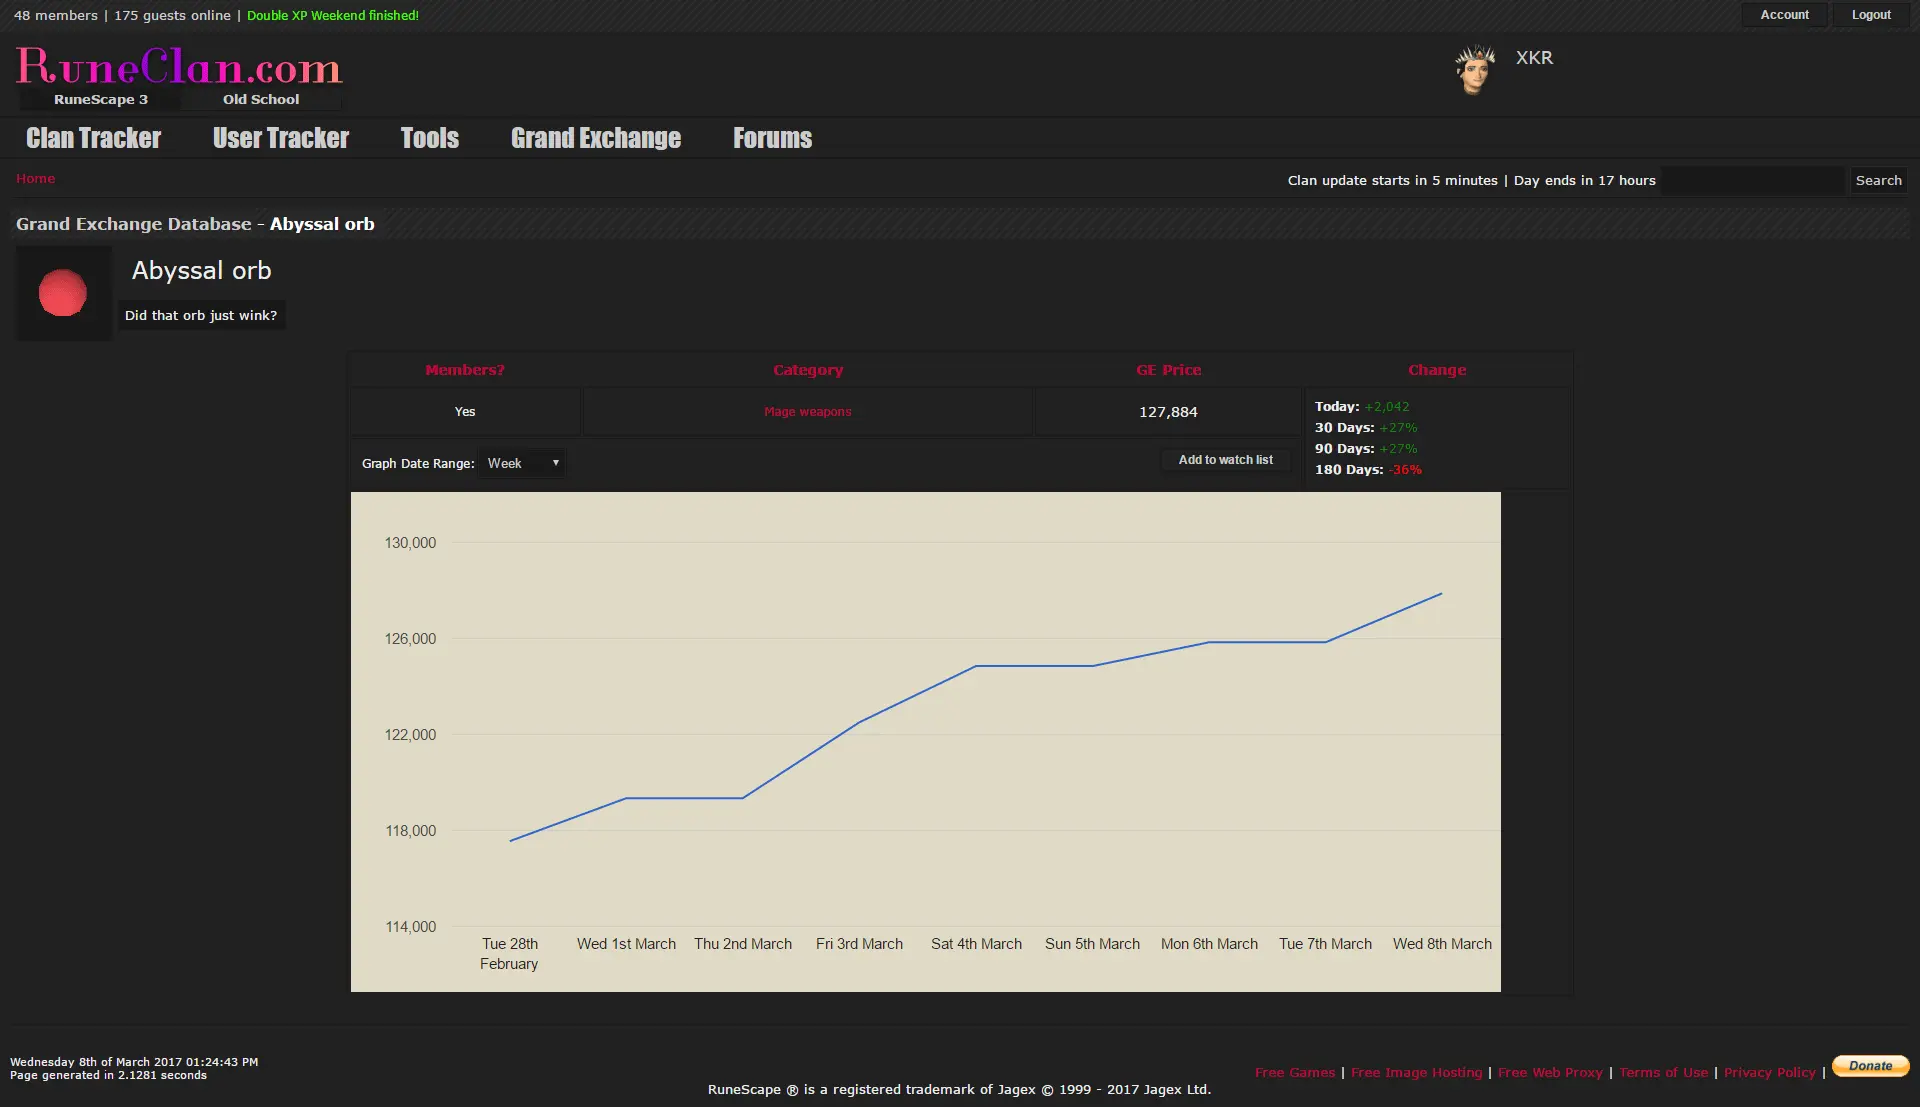 48 members | 175 guests online | Double XP Weekend finished!
Account
Logout
RuneClan.com
XKR
RuneScape 3
Old School
Clan Tracker
User Tracker
Tools
Grand Exchange
Forums
Home
Clan update starts in 5 minutes | Day ends in 17 hours
Search
Grand Exchange Database - Abyssal orb
Abyssal orb
Did that orb just wink?
Members?
Category
GE Price
Change
Yes
Mage weapons
127,884
Today: +2,042
30 Days: +27%
90 Days: +27%
180 Days: -36%
Graph Date Range: Week
Add to watch list
130,000
126,000
122,000
118,000
114,000
Tue 28th
February
Wed 1st March
Thu 2nd March
Fri 3rd March
Sat 4th March
Sun 5th March
Mon 6th March
Tue 7th March
Wed 8th March
Wednesday 8th of March 2017 01:24:43 PM
Page generated in 2.1281 seconds
Free Games | Free Image Hosting | Free Web Proxy | Terms of Use | Privacy Policy |
Donate
RuneScape ® is a registered trademark of Jagex © 1999 - 2017 Jagex Ltd.